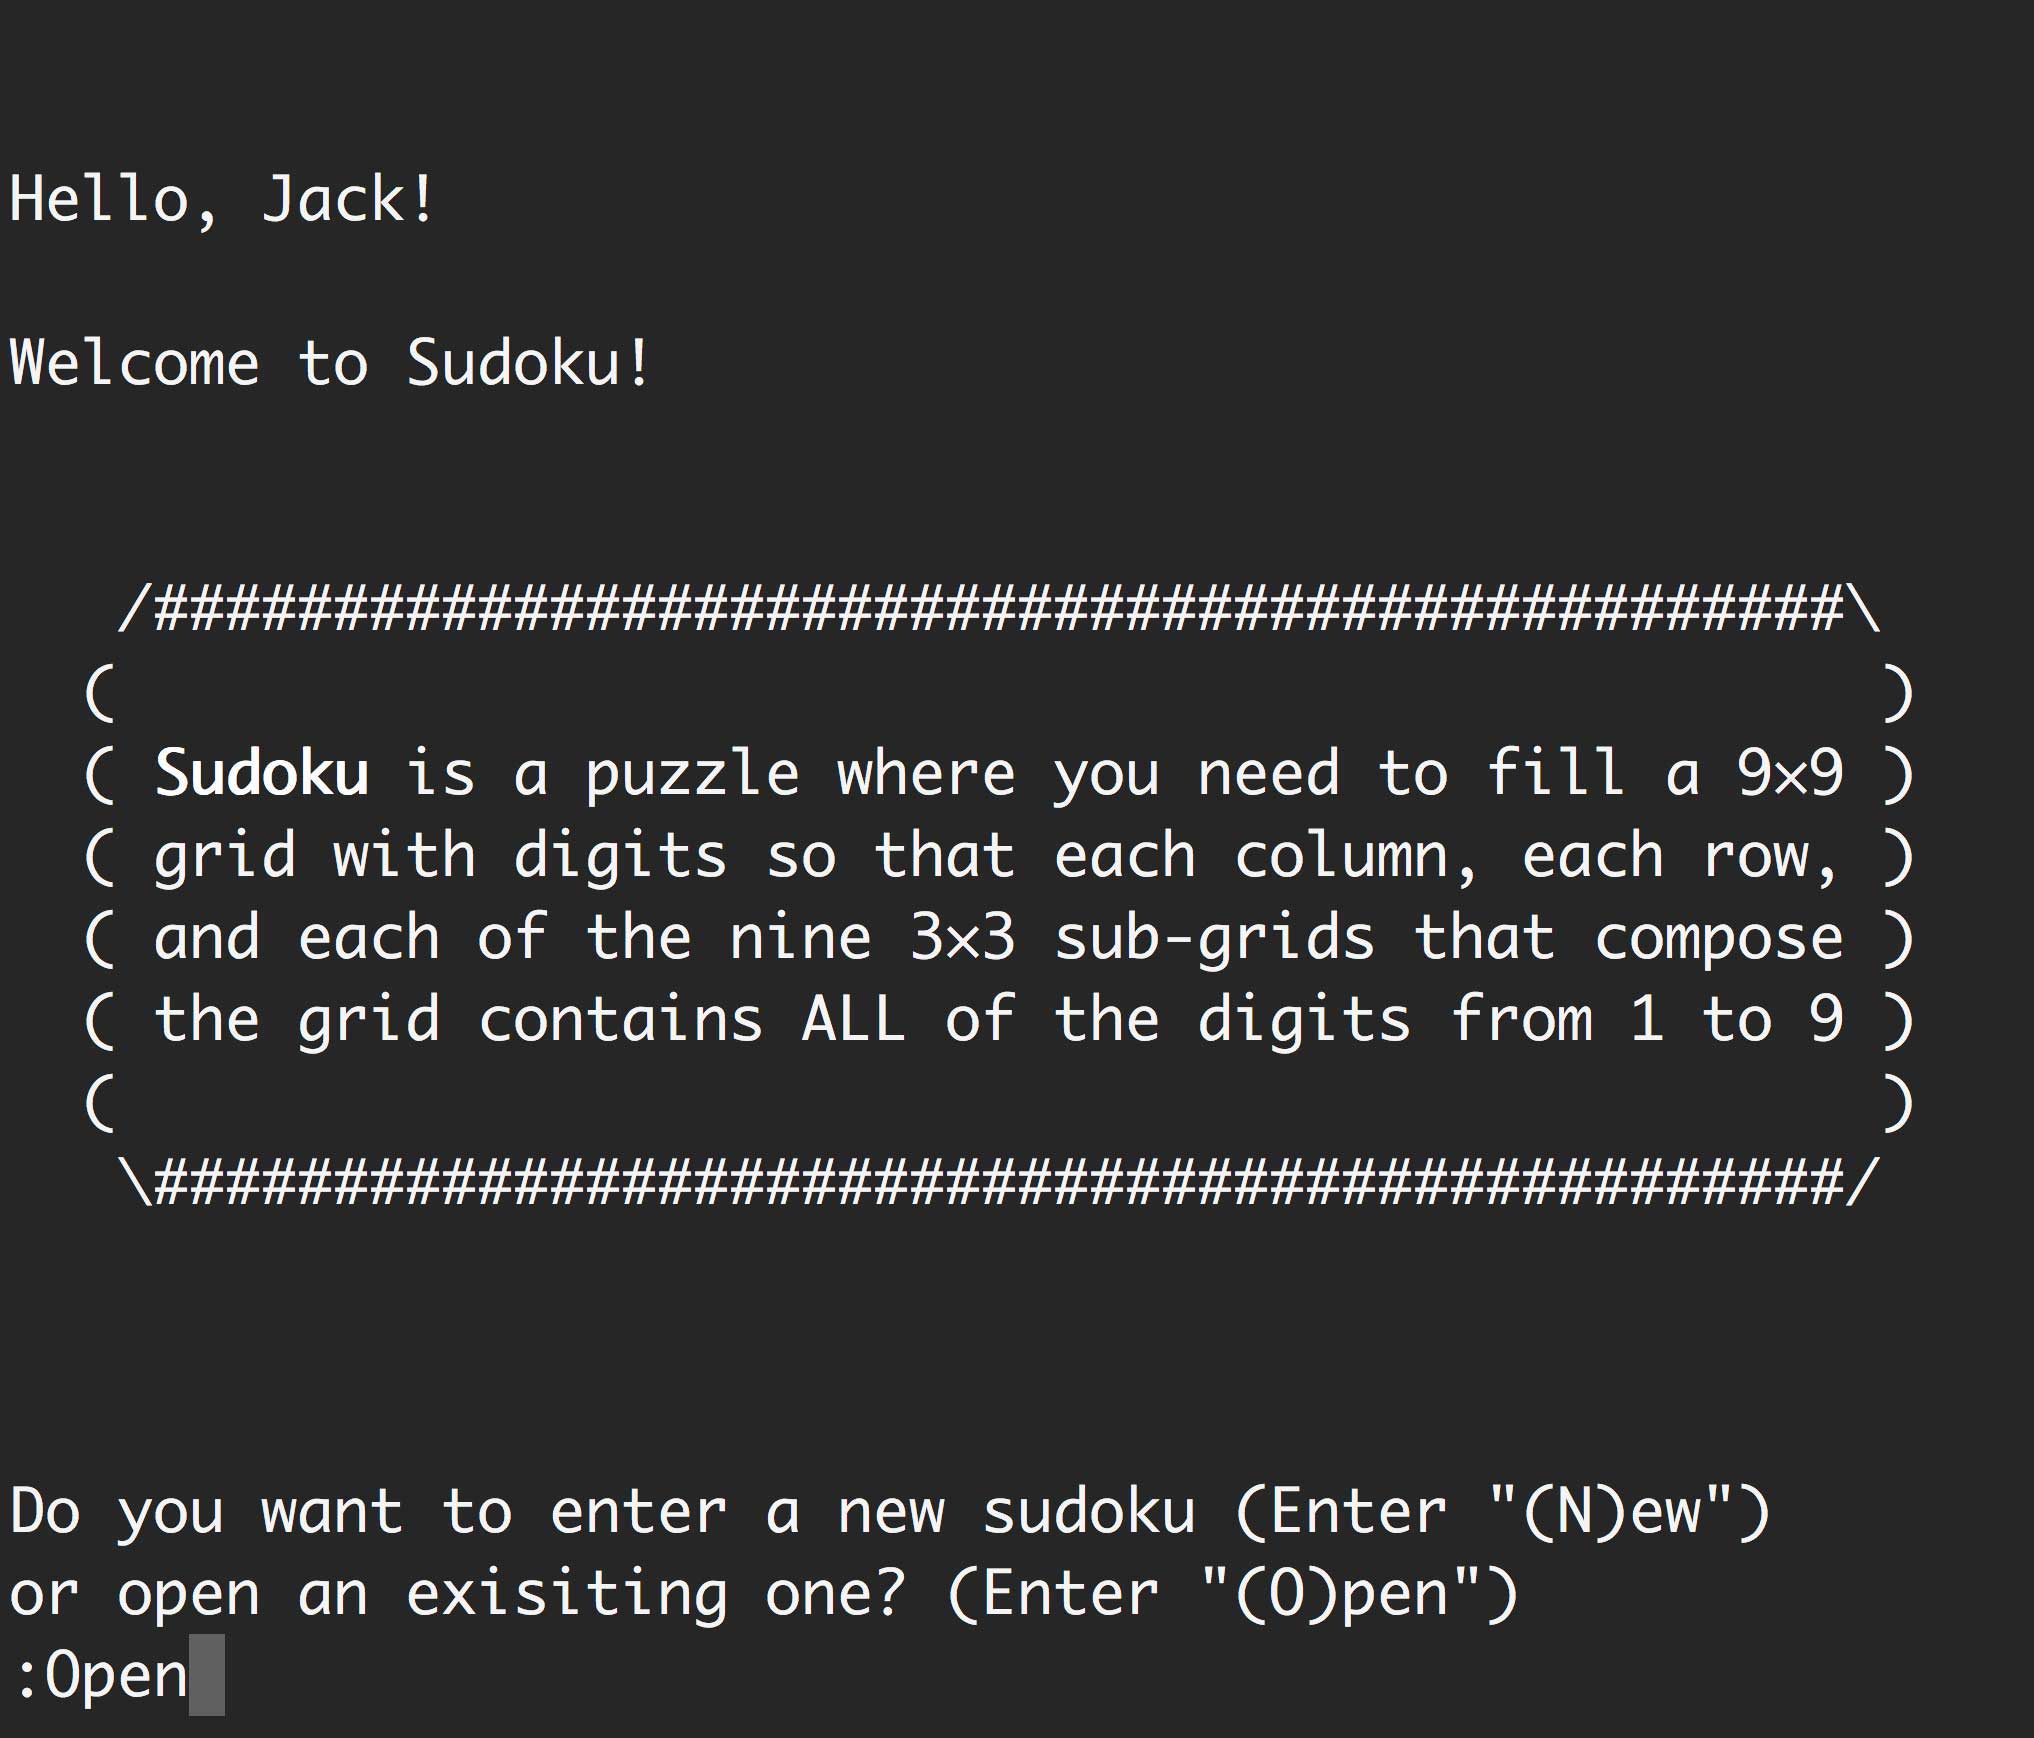 Hello, Jack!
Welcome to Sudoku!
/###############################################\
( )
( Sudoku is a puzzle where you need to fill a 9×9 )
( grid with digits so that each column, each row, )
( and each of the nine 3×3 sub-grids that compose )
( the grid contains ALL of the digits from 1 to 9 )
( )
\###############################################/
Do you want to enter a new sudoku (Enter "(N)ew")
or open an exisiting one? (Enter "(O)pen")
:Open